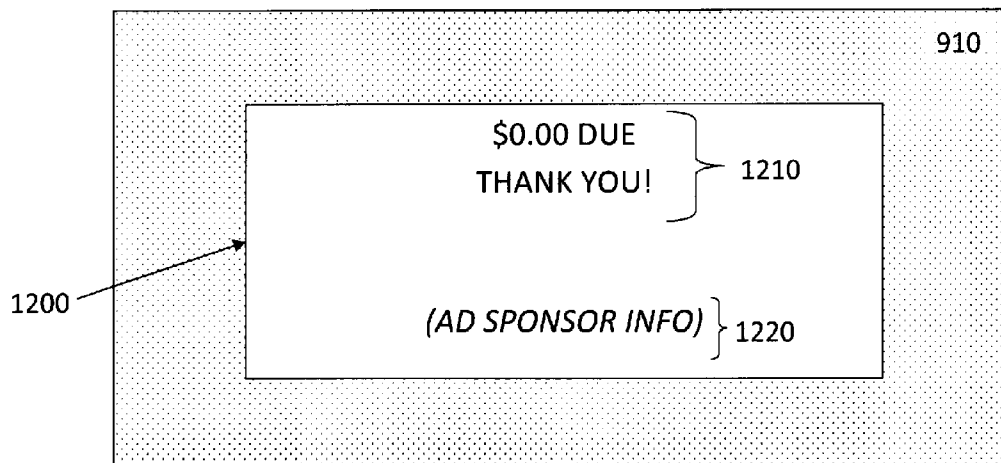 910
$0.00 DUE
THANK YOU!
1210
1200
(AD SPONSOR INFO)
1220